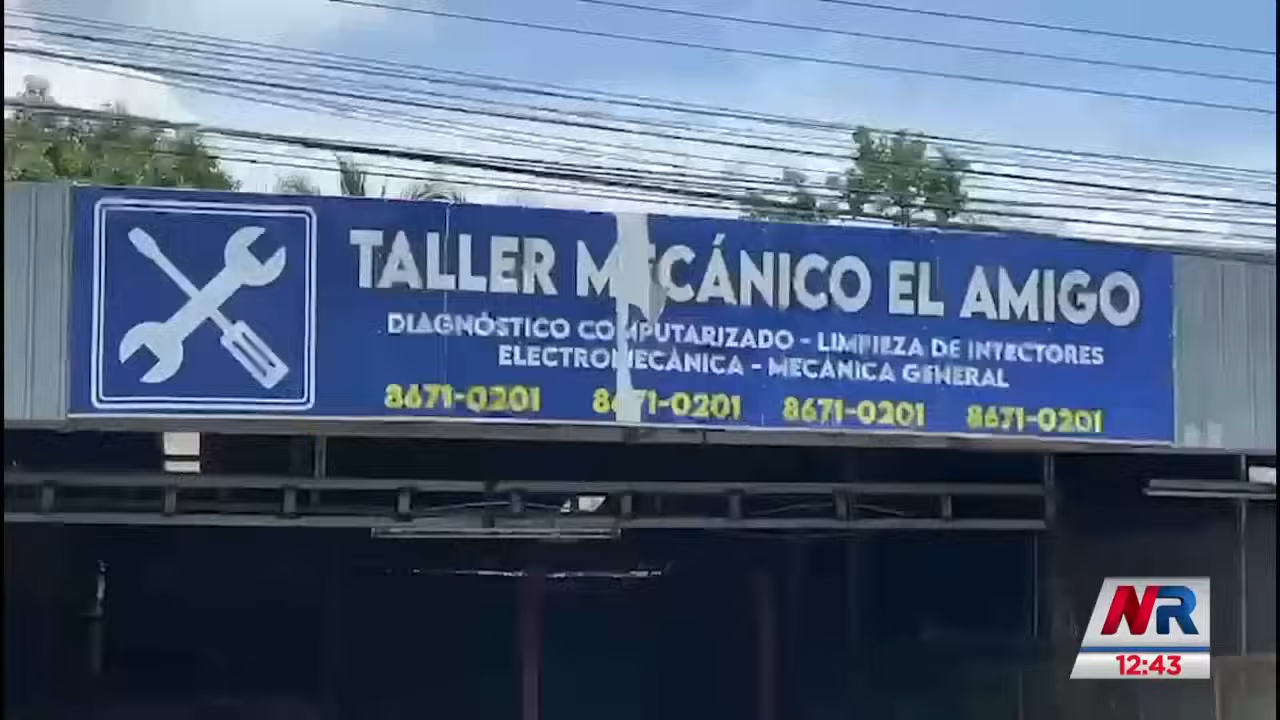 TALLER MECÁNICO EL AMIGO
DIAGNÓSTICO COMPUTARIZADO - LIMPIEZA DE INYECTORES
ELECTROMECÁNICA - MECÁNICA GENERAL
8671-0201 8671-0201 8671-0201 8671-0201
NR
12:43